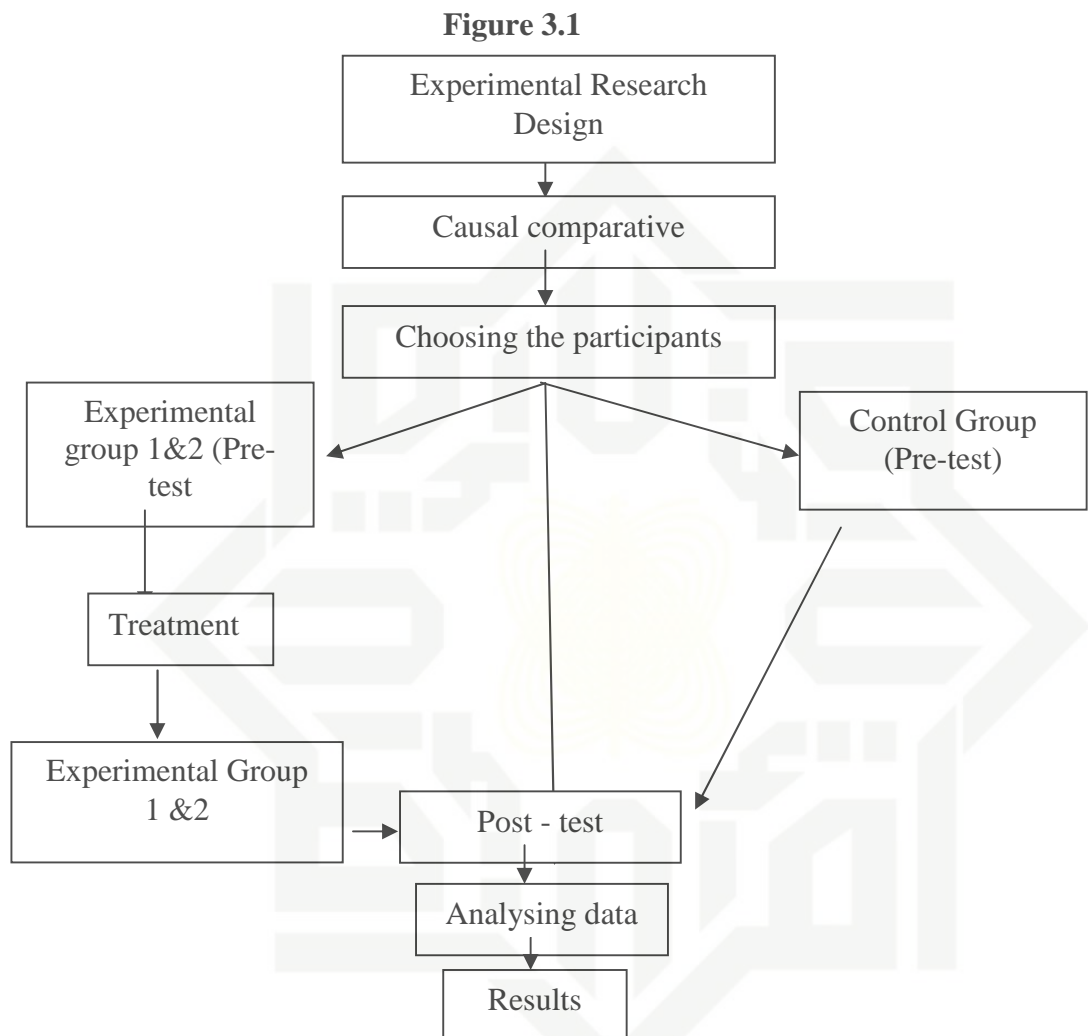 Figure 3.1
Experimental Research
Design
Causal comparative
Choosing the participants
Experimental
group 1&2 (Pre-
test
Control Group
(Pre-test)
Treatment
Experimental Group
1 &2
Post - test
Analysing data
Results